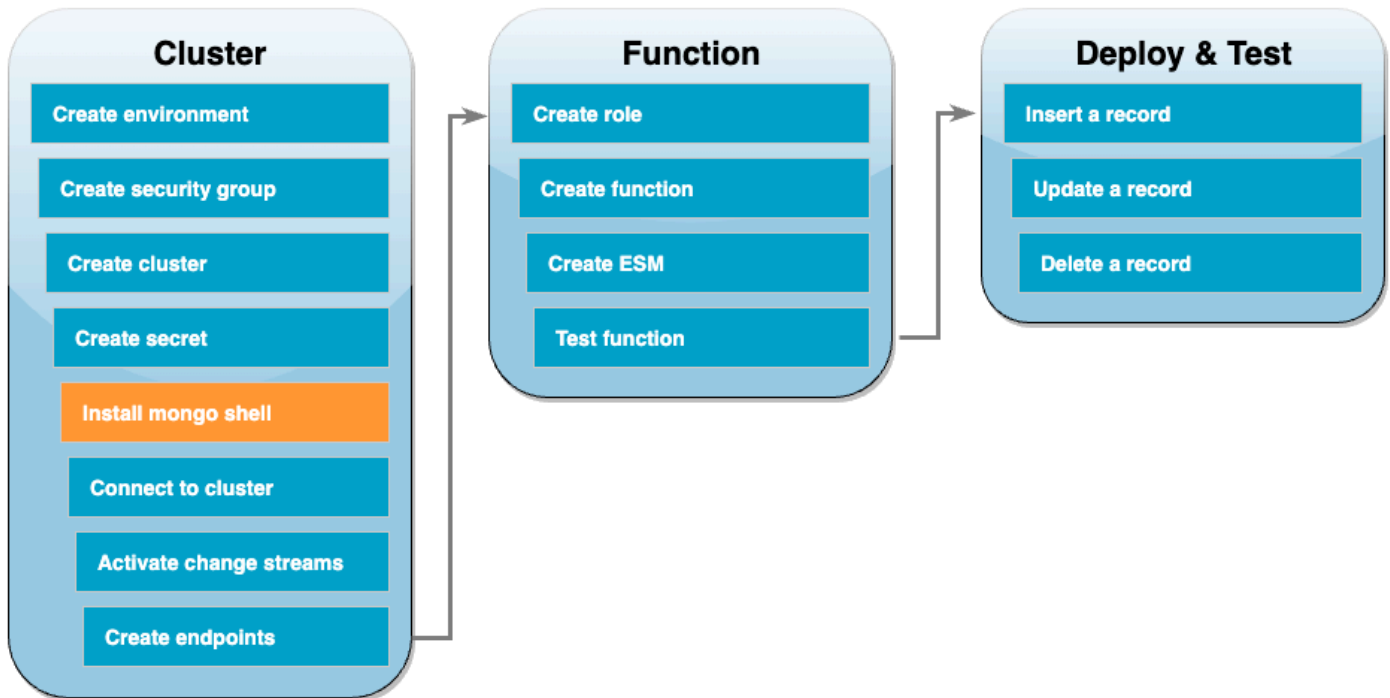 Cluster
Create environment
Create security group
Create cluster
Create secret
Install mongo shell
Connect to cluster
Activate change streams
Create endpoints
Function
Create role
Create function
Create ESM
Test function
Deploy & Test
Insert a record
Update a record
Delete a record